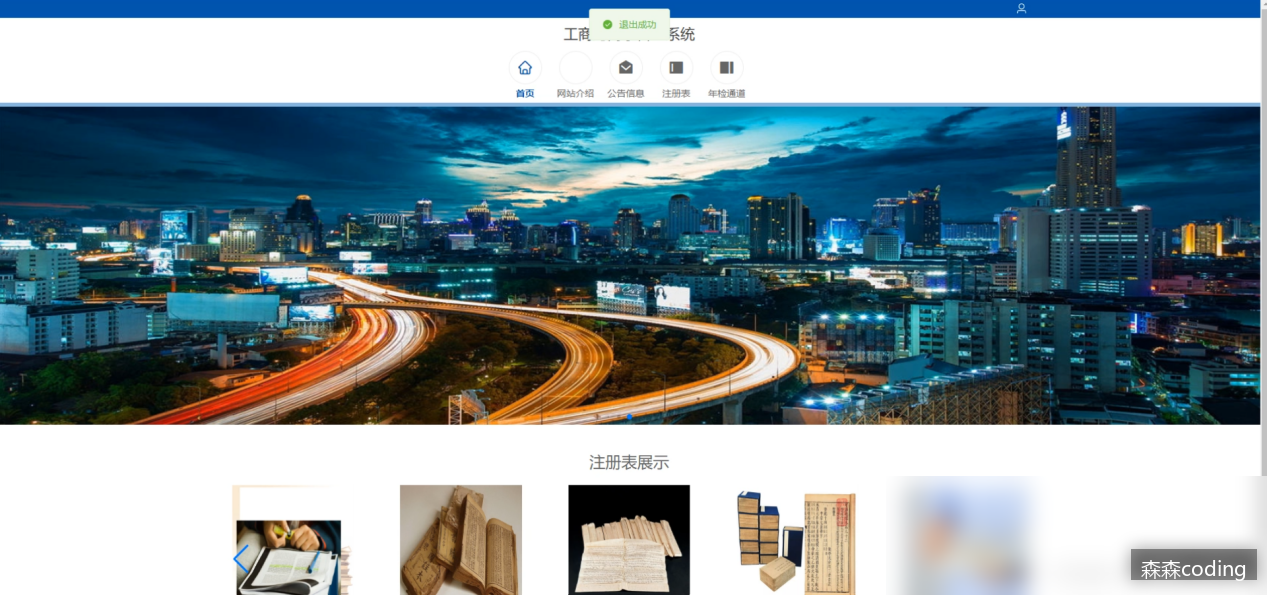 退出成功
工商
系统
首页
网站介绍
公告信息
注册表
年检通道
注册表展示
森森coding